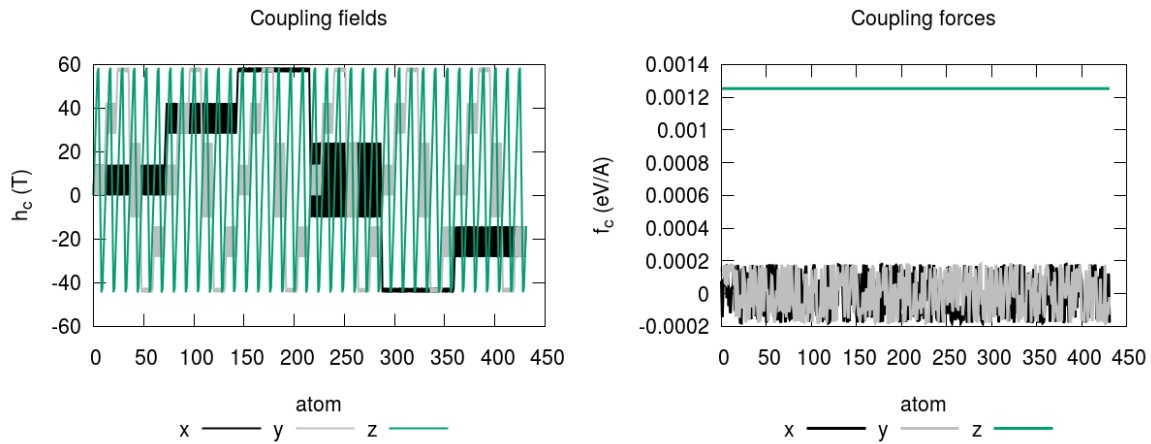 Coupling fields
60
40
20
0
-20
-40
-60
h_c (T)
0 50 100 150 200 250 300 350 400 450
atom
x y z
Coupling forces
0.0014
0.0012
0.001
0.0008
0.0006
0.0004
0.0002
0
-0.0002
f_c (eV/A)
0 50 100 150 200 250 300 350 400 450
atom
x y z